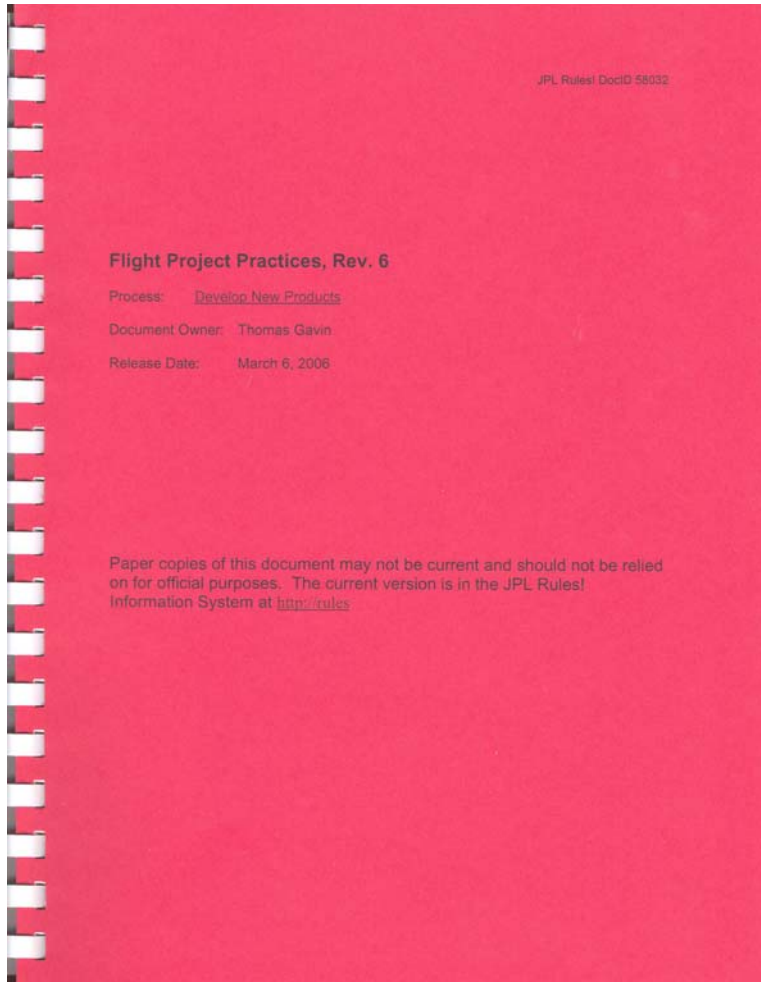 JPL Rules! DocID 58032
Flight Project Practices, Rev. 6
Process: Develop New Products
Document Owner: Thomas Gavin
Release Date: March 6, 2006
Paper copies of this document may not be current and should not be relied
on for official purposes. The current version is in the JPL Rules!
Information System at http://rules